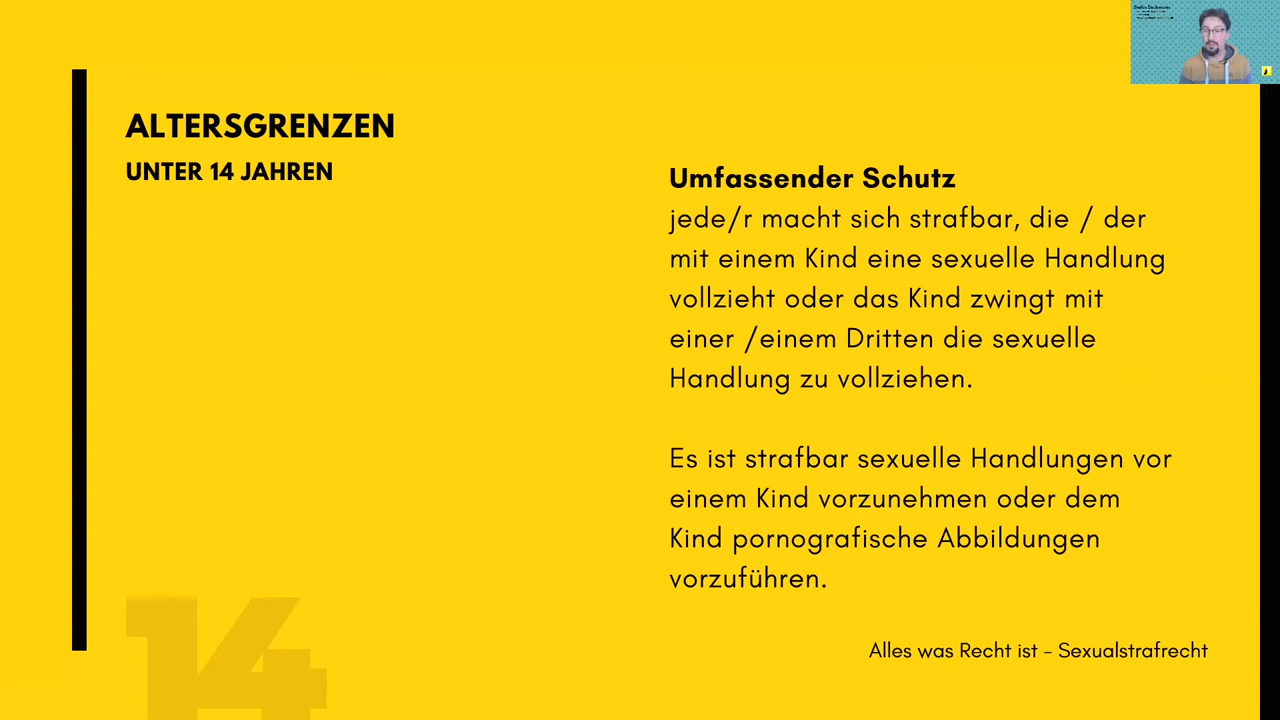 ALTERSGRENZEN
UNTER 14 JAHREN
Umfassender Schutz
jede/r macht sich strafbar, die / der
mit einem Kind eine sexuelle Handlung
vollzieht oder das Kind zwingt mit
einer /einem Dritten die sexuelle
Handlung zu vollziehen.
Es ist strafbar sexuelle Handlungen vor
einem Kind vorzunehmen oder dem
Kind pornografische Abbildungen
vorzuführen.
14
Alles was Recht ist - Sexualstrafrecht